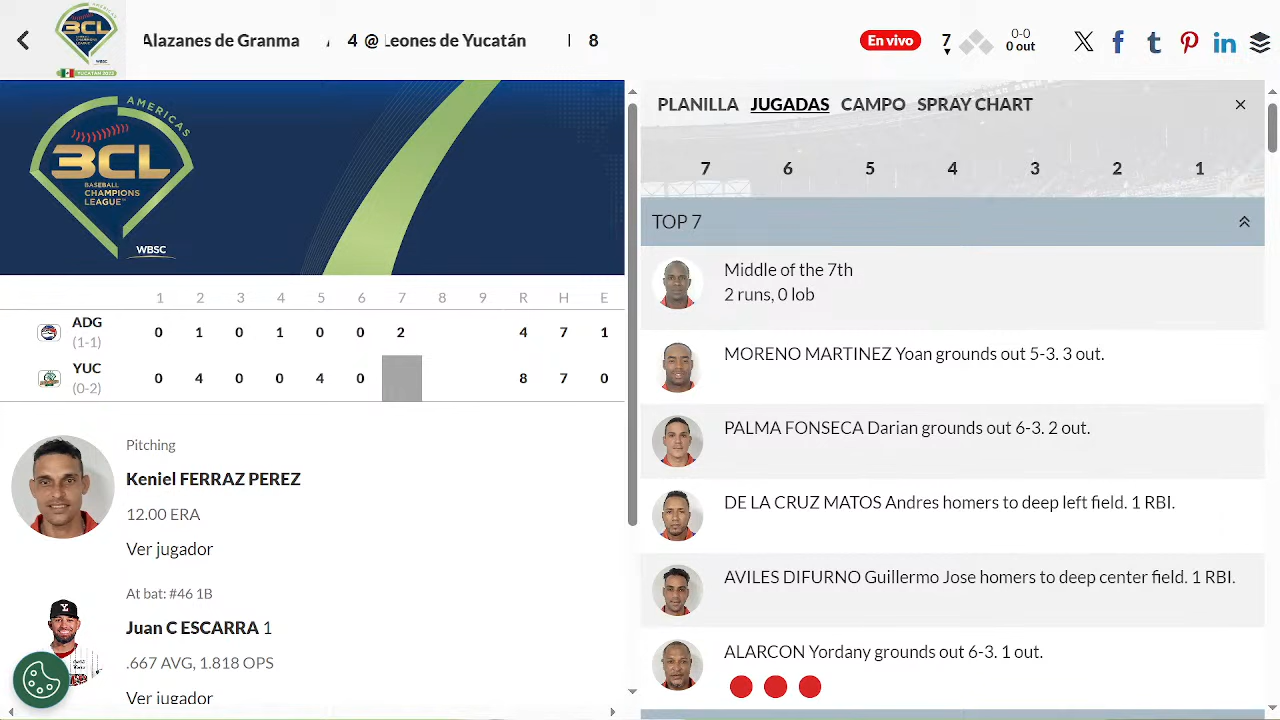 3CL
WBSC
YUCATÁN 2023
Alazanes de Granma
4 @ Leones de Yucatán
8
En vivo
7
0-0
0 out
AMERICAS
3CL
BASEBALL
CHAMPIONS
LEAGUE™
WBSC
1 2 3 4 5 6 7 8 9 R H E
ADG 0 1 0 1 0 0 2 4 7 1
(1-1)
YUC 0 4 0 0 4 0 8 7 0
(0-2)
Pitching
Keniel FERRAZ PEREZ
12.00 ERA
Ver jugador
At bat: #46 1B
Juan C ESCARRA 1
.667 AVG, 1.818 OPS
Ver jugador
PLANILLA JUGADAS CAMPO SPRAY CHART
7 6 5 4 3 2 1
TOP 7
Middle of the 7th
2 runs, 0 lob
MORENO MARTINEZ Yoan grounds out 5-3. 3 out.
PALMA FONSECA Darian grounds out 6-3. 2 out.
DE LA CRUZ MATOS Andres homers to deep left field. 1 RBI.
AVILES DIFURNO Guillermo Jose homers to deep center field. 1 RBI.
ALARCON Yordany grounds out 6-3. 1 out.